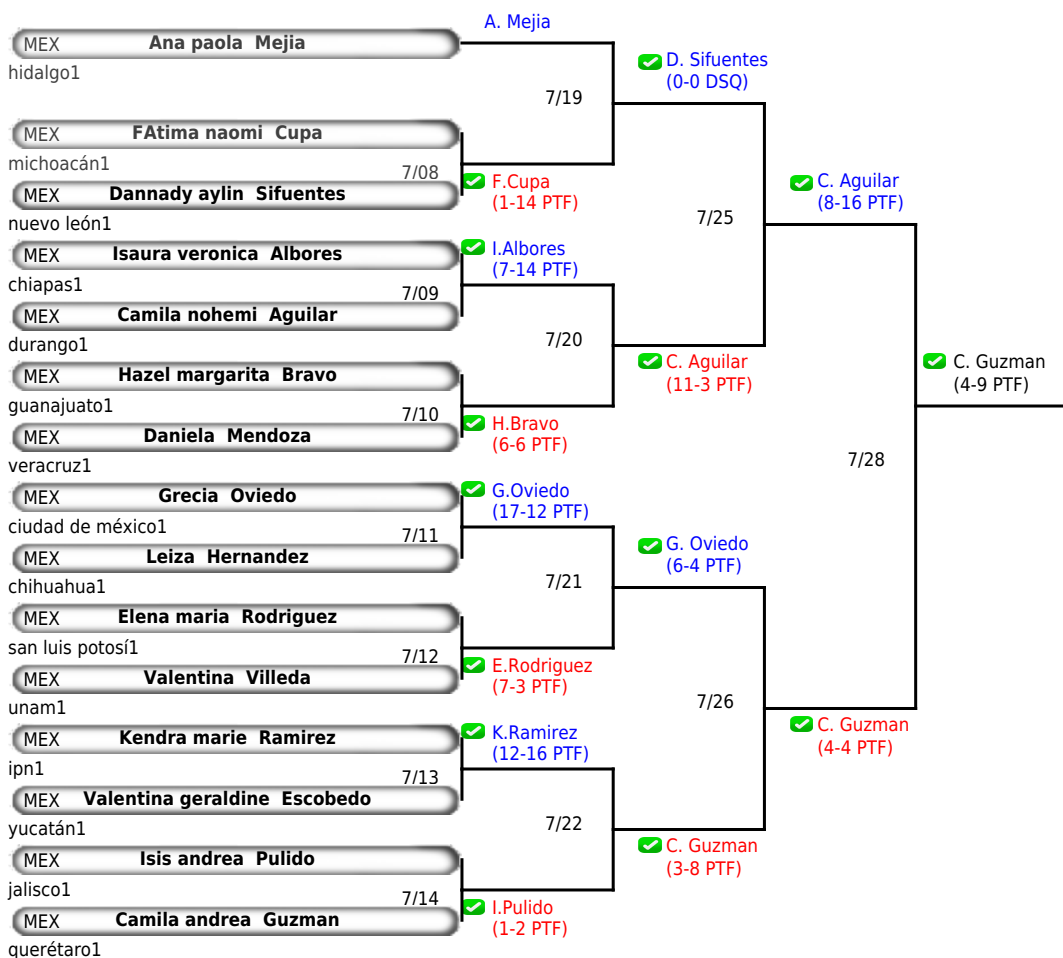 A. Mejia
MEX Ana paola Mejia
hidalgo1
D. Sifuentes
(0-0 DSQ)
7/19
MEX FAtima naomi Cupa
michoacán1
7/08
MEX Dannady aylin Sifuentes
nuevo león1
F.Cupa
(1-14 PTF)
C. Aguilar
(8-16 PTF)
7/25
MEX Isaura veronica Albores
chiapas1
I.Albores
(7-14 PTF)
7/09
MEX Camila nohemi Aguilar
durango1
7/20
C. Aguilar
(11-3 PTF)
C. Guzman
(4-9 PTF)
MEX Hazel margarita Bravo
guanajuato1
7/10
MEX Daniela Mendoza
veracruz1
H.Bravo
(6-6 PTF)
7/28
MEX Grecia Oviedo
ciudad de méxico1
G.Oviedo
(17-12 PTF)
7/11
MEX Leiza Hernandez
chihuahua1
G. Oviedo
(6-4 PTF)
7/21
MEX Elena maria Rodriguez
san luis potosí1
7/12
MEX Valentina Villeda
unam1
E.Rodriguez
(7-3 PTF)
7/26
C. Guzman
(4-4 PTF)
MEX Kendra marie Ramirez
ipn1
K.Ramirez
(12-16 PTF)
7/13
MEX Valentina geraldine Escobedo
yucatán1
7/22
C. Guzman
(3-8 PTF)
MEX Isis andrea Pulido
jalisco1
7/14
MEX Camila andrea Guzman
querétaro1
I.Pulido
(1-2 PTF)